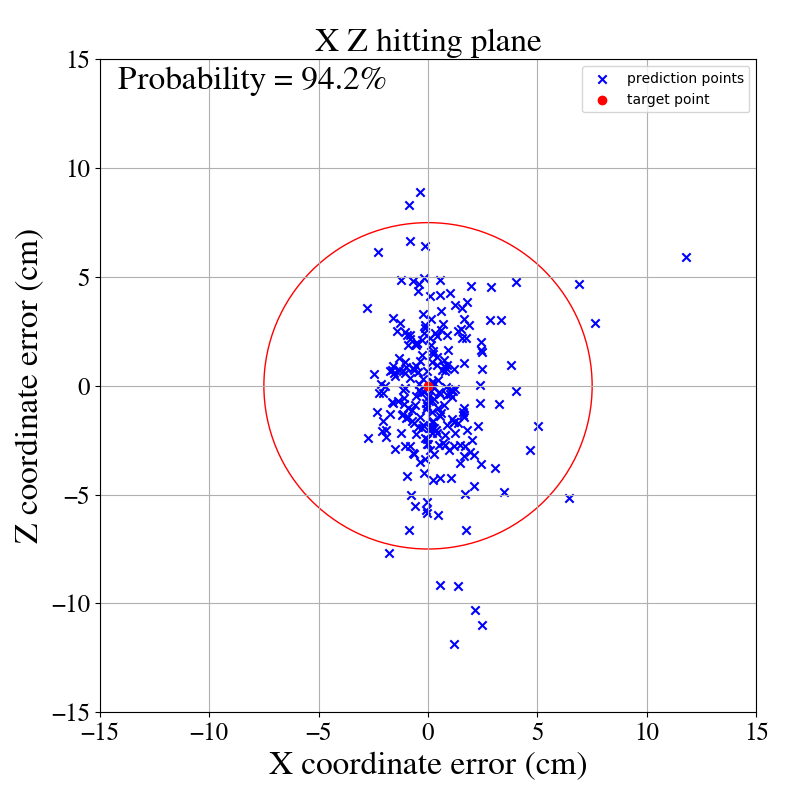 X Z hitting plane
Probability = 94.2%
prediction points
target point
15
10
5
0
−5
−10
−15
−15
−10
−5
0
5
10
15
Z coordinate error (cm)
X coordinate error (cm)